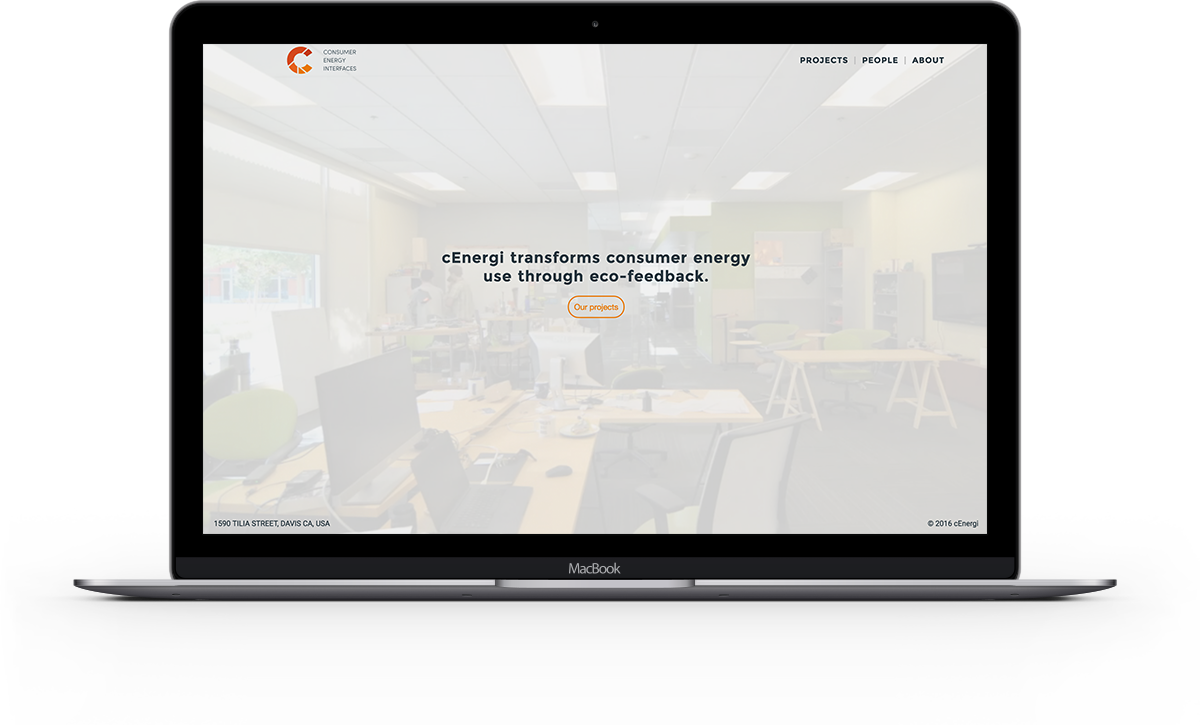 CONSUMER
ENERGY
INTERFACES
PROJECTS | PEOPLE | ABOUT
cEnergi transforms consumer energy
use through eco-feedback.
Our projects
1590 TILIA STREET, DAVIS CA, USA
© 2016 cEnergi
MacBook